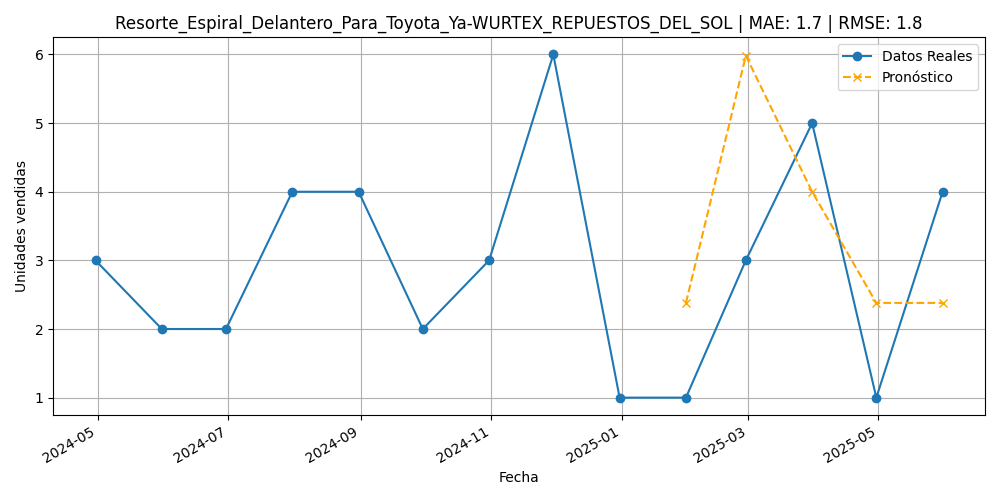 Resorte_Espiral_Delantero_Para_Toyota_Ya-WURTEX_REPUESTOS_DEL_SOL | MAE: 1.7 | RMSE: 1.8
Datos Reales
Pronóstico
Unidades vendidas
6
5
4
3
2
1
2024-05
2024-07
2024-09
2024-11
2025-01
2025-03
2025-05
Fecha